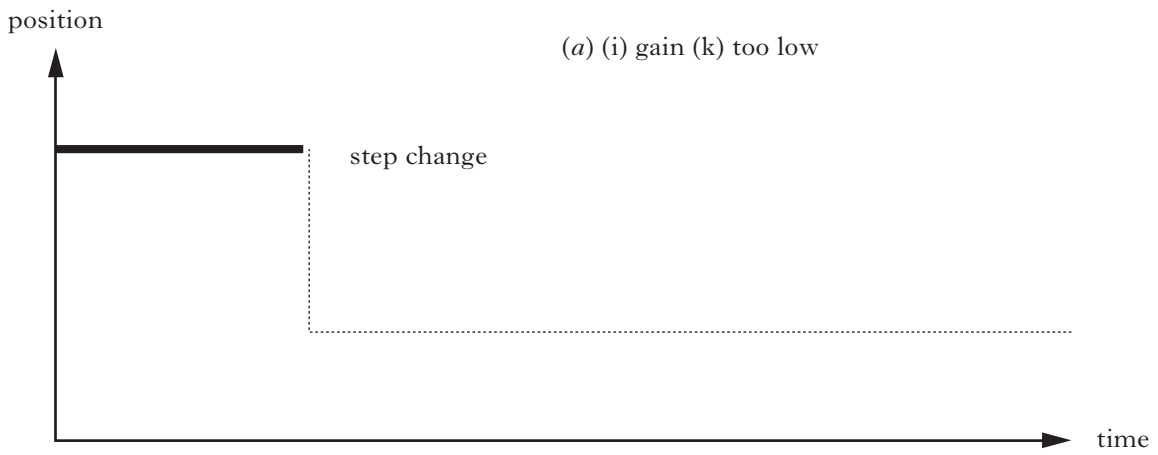 position
(a) (i) gain (k) too low
step change
time